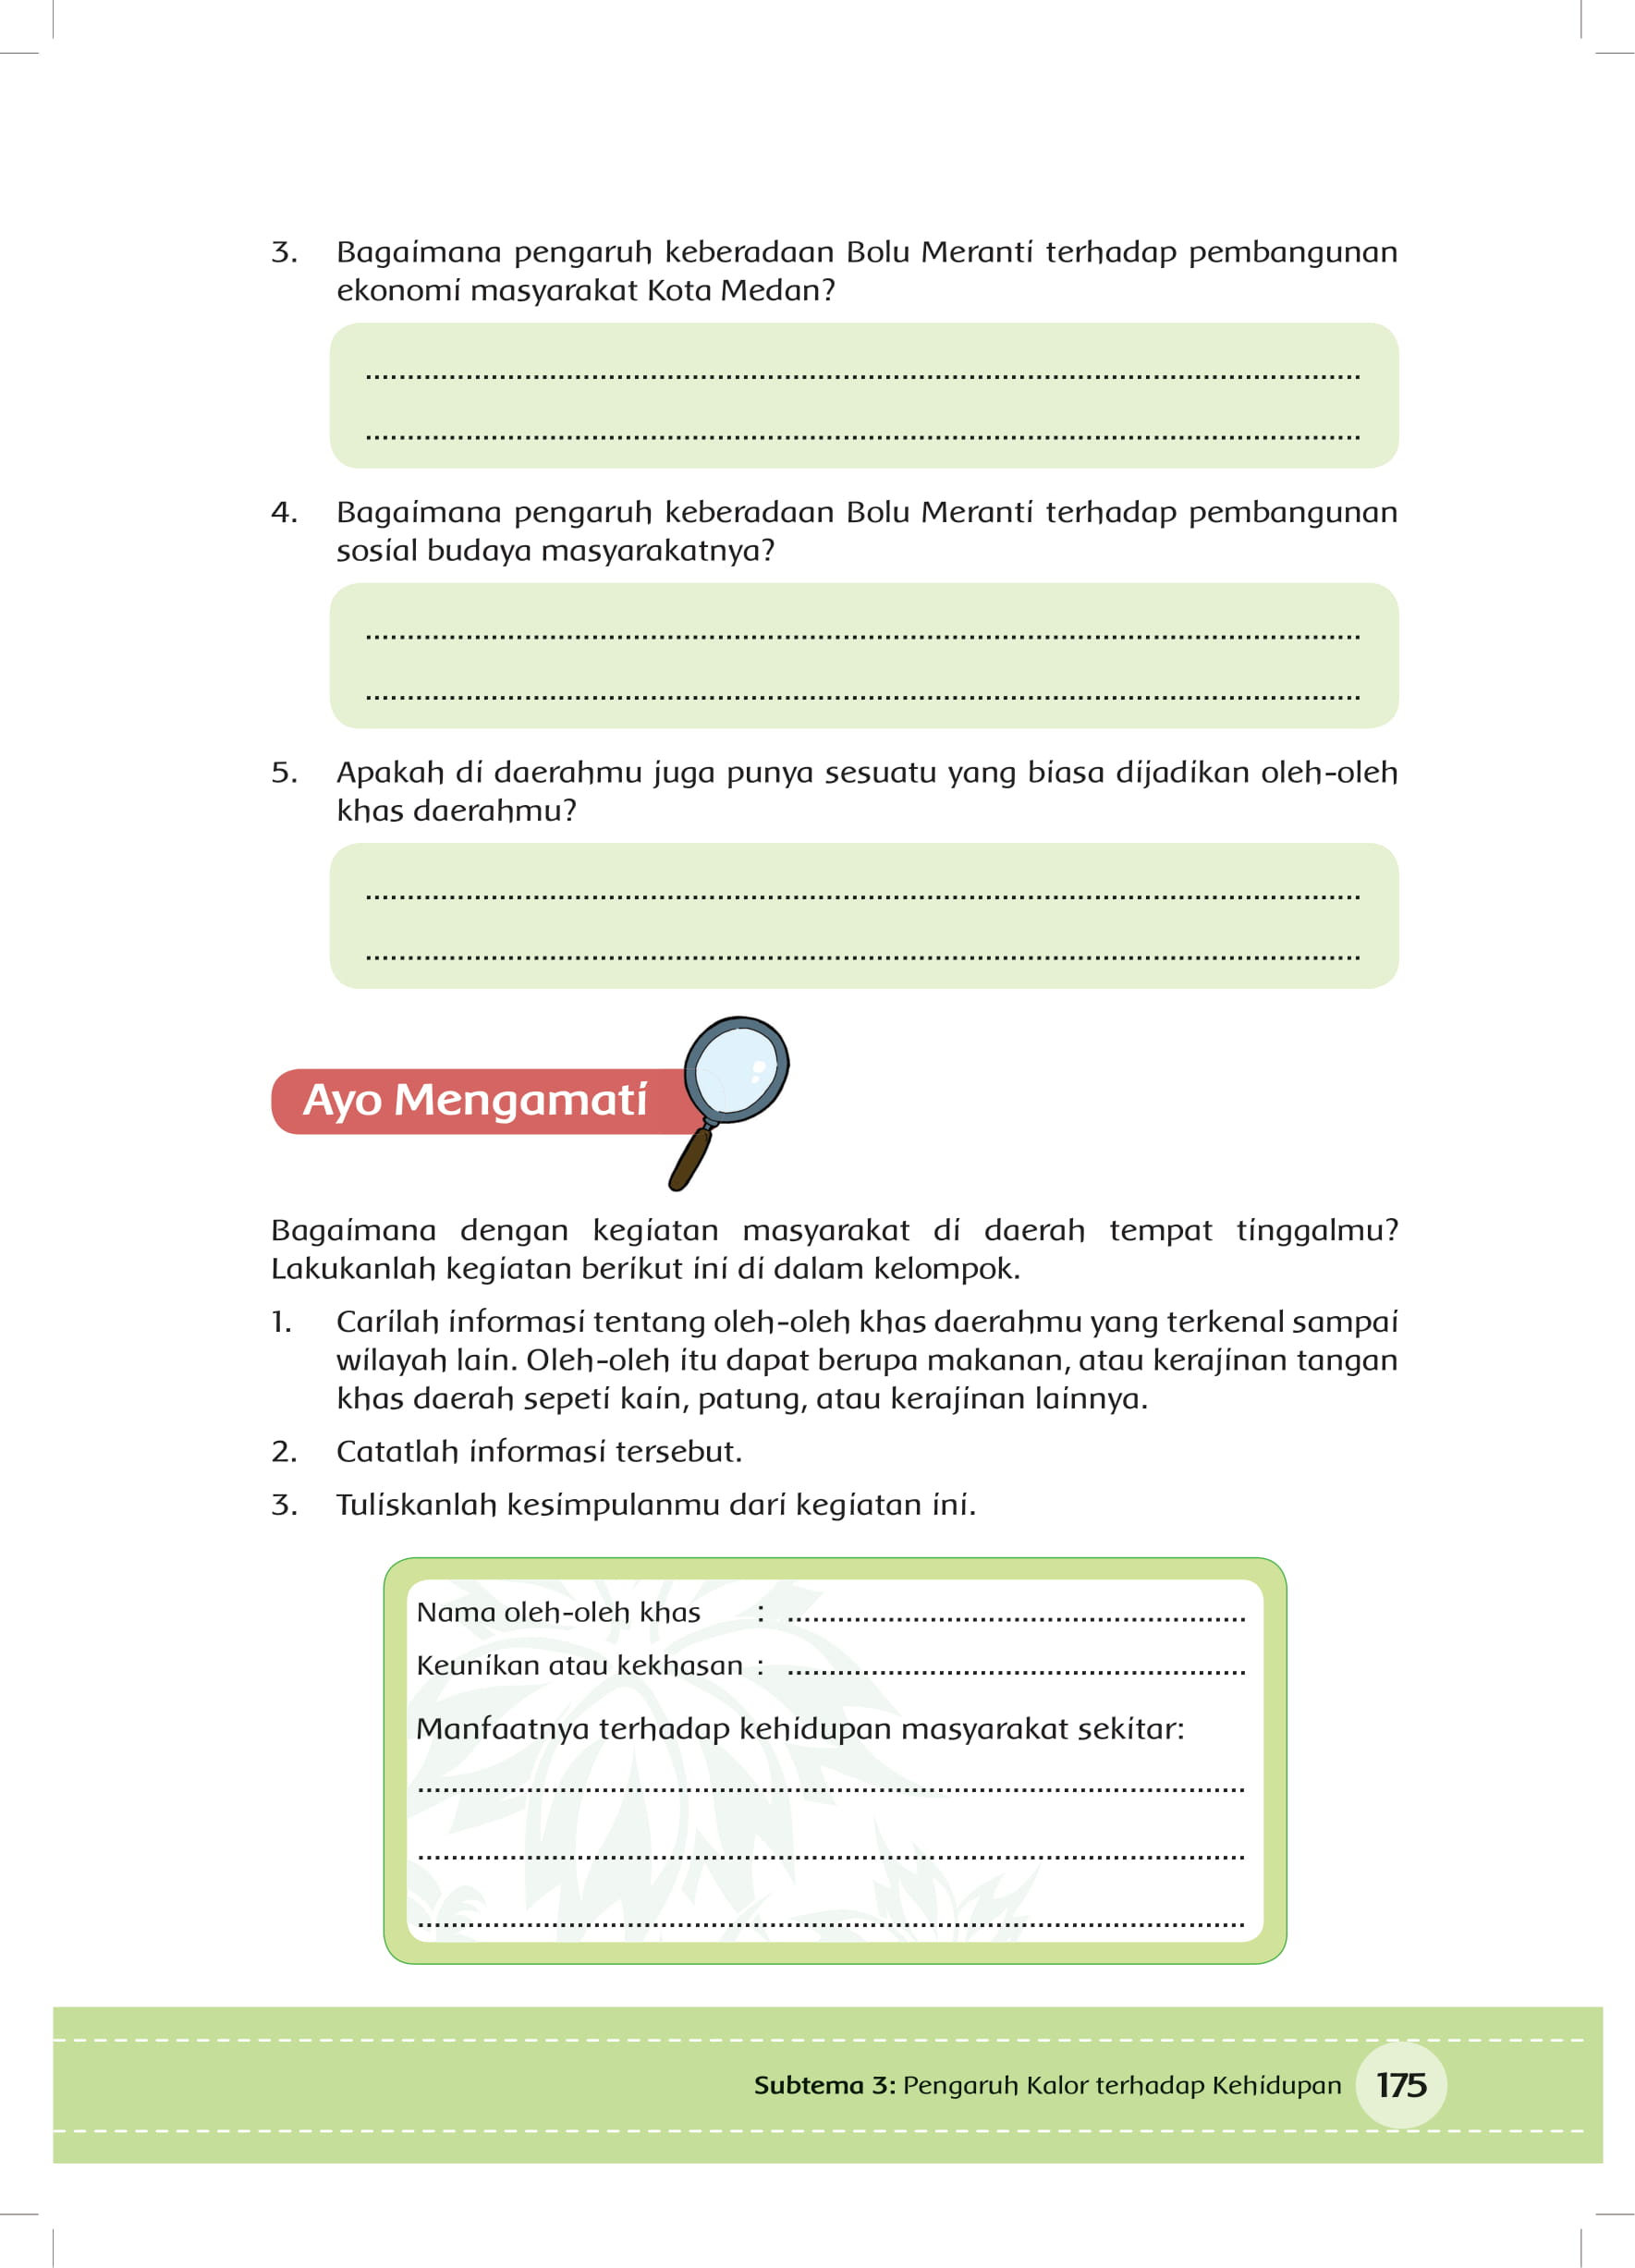 3. Bagaimana pengaruh keberadaan Bolu Meranti terhadap pembangunan
ekonomi masyarakat Kota Medan?
4. Bagaimana pengaruh keberadaan Bolu Meranti terhadap pembangunan
sosial budaya masyarakatnya?
5. Apakah di daerahmu juga punya sesuatu yang biasa dijadikan oleh-oleh
khas daerahmu?
Ayo Mengamati
Bagaimana dengan kegiatan masyarakat di daerah tempat tinggalmu?
Lakukanlah kegiatan berikut ini di dalam kelompok.
1. Carilah informasi tentang oleh-oleh khas daerahmu yang terkenal sampai
wilayah lain. Oleh-oleh itu dapat berupa makanan, atau kerajinan tangan
khas daerah sepeti kain, patung, atau kerajinan lainnya.
2. Catatlah informasi tersebut.
3. Tuliskanlah kesimpulanmu dari kegiatan ini.
Nama oleh-oleh khas :
Keunikan atau kekhasan :
Manfaatnya terhadap kehidupan masyarakat sekitar:
Subtema 3: Pengaruh Kalor terhadap Kehidupan 175